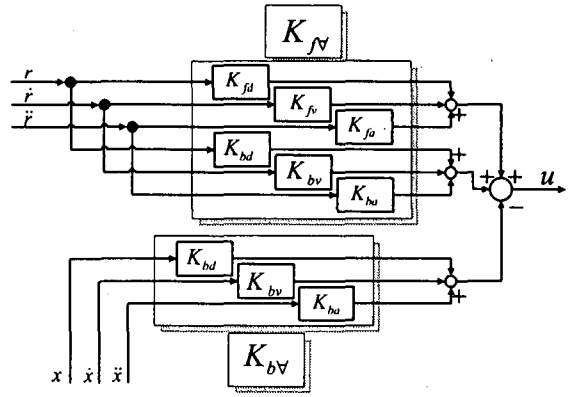 K_{f∀}
r
K_{fd}
+
ṙ
K_{fv}
+
r̈
K_{fa}
+
K_{bd}
+
K_{bv}
+ + u
K_{ba}
+
−
K_{bd}
+
K_{bv}
K_{ba}
+
K_{b∀}
x ẋ ẍ